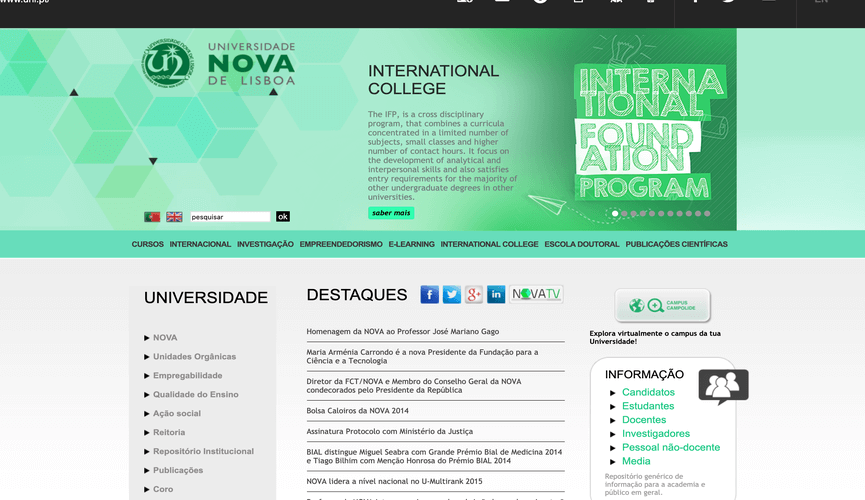 UNIVERSIDADE
NOVA
DE LISBOA
INTERNATIONAL
COLLEGE
The IFP, is a cross disciplinary
program, that combines a curricula
concentrated in a limited number of
subjects, small classes and higher
number of contact hours. It focus on
the development of analytical and
interpersonal skills and also satisfies
entry requirements for the majority of
other undergraduate degrees in other
universities.
saber mais
INTERNA
TIONAL
FOUND
ATION
PROGRAM
pesquisar
ok
CURSOS INTERNACIONAL INVESTIGAÇÃO EMPREENDEDORISMO E-LEARNING INTERNATIONAL COLLEGE ESCOLA DOUTORAL PUBLICAÇÕES CIENTÍFICAS
UNIVERSIDADE
NOVA
Unidades Orgânicas
Empregabilidade
Qualidade do Ensino
Ação social
Reitoria
Repositório Institucional
Publicações
Coro
DESTAQUES
NOVATV
Homenagem da NOVA ao Professor José Mariano Gago
Maria Arménia Carrondo é a nova Presidente da Fundação para a
Ciência e a Tecnologia
Diretor da FCT/NOVA e Membro do Conselho Geral da NOVA
condecorados pelo Presidente da República
Bolsa Caloiros da NOVA 2014
Assinatura Protocolo com Ministério da Justiça
BIAL distingue Miguel Seabra com Grande Prémio Bial de Medicina 2014
e Tiago Bilhim com Menção Honrosa do Prémio BIAL 2014
NOVA lidera a nível nacional no U-Multirank 2015
CAMPUS
CAMPOLIDE
Explora virtualmente o campus da tua
Universidade!
INFORMAÇÃO
Candidatos
Estudantes
Docentes
Investigadores
Pessoal não-docente
Media
Repositório genérico de
informação para a academia e
público em geral.